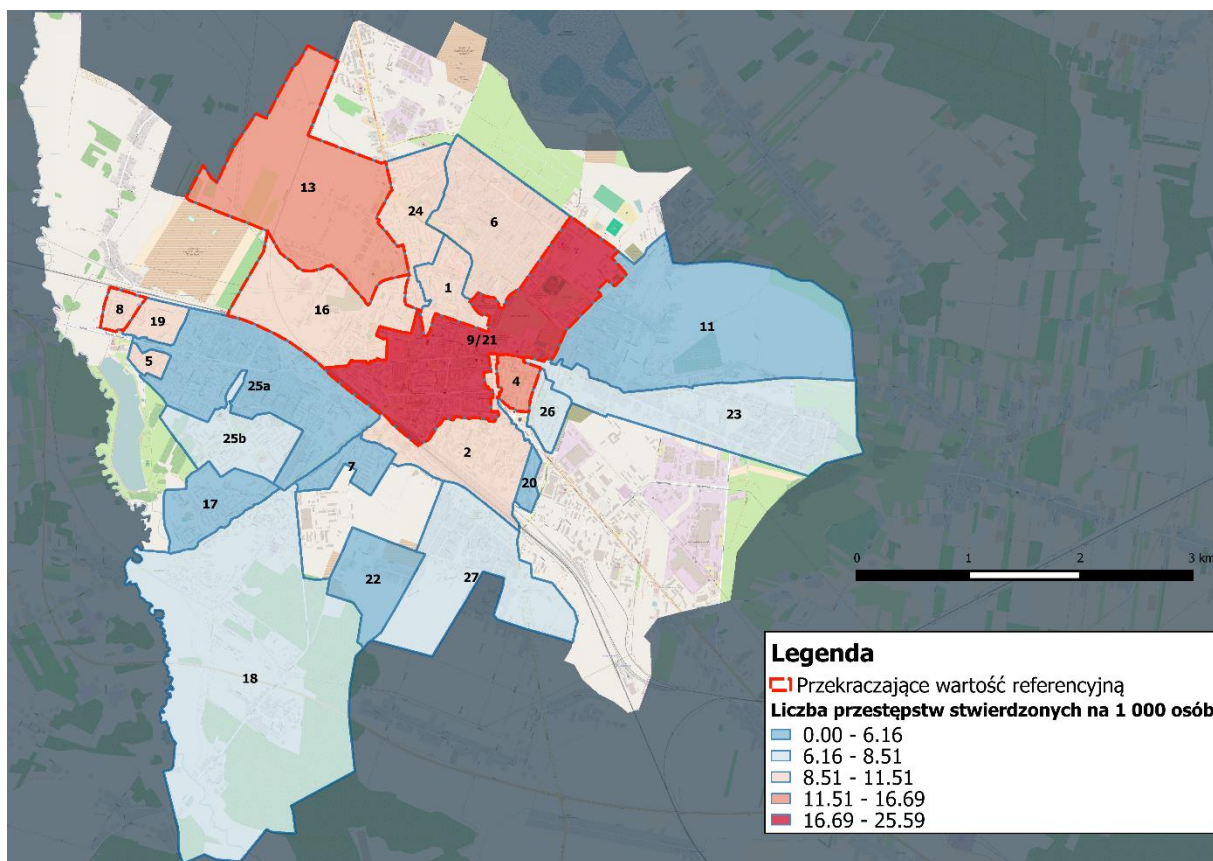 13
24
6
8
19
16
1
11
9/21
5
4
25a
26
23
25b
2
7
20
17
22
27
18
0
1
2
3 km
Legenda
Przekraczające wartość referencyjną
Liczba przestępstw stwierdzonych na 1 000 osób
0.00 - 6.16
6.16 - 8.51
8.51 - 11.51
11.51 - 16.69
16.69 - 25.59